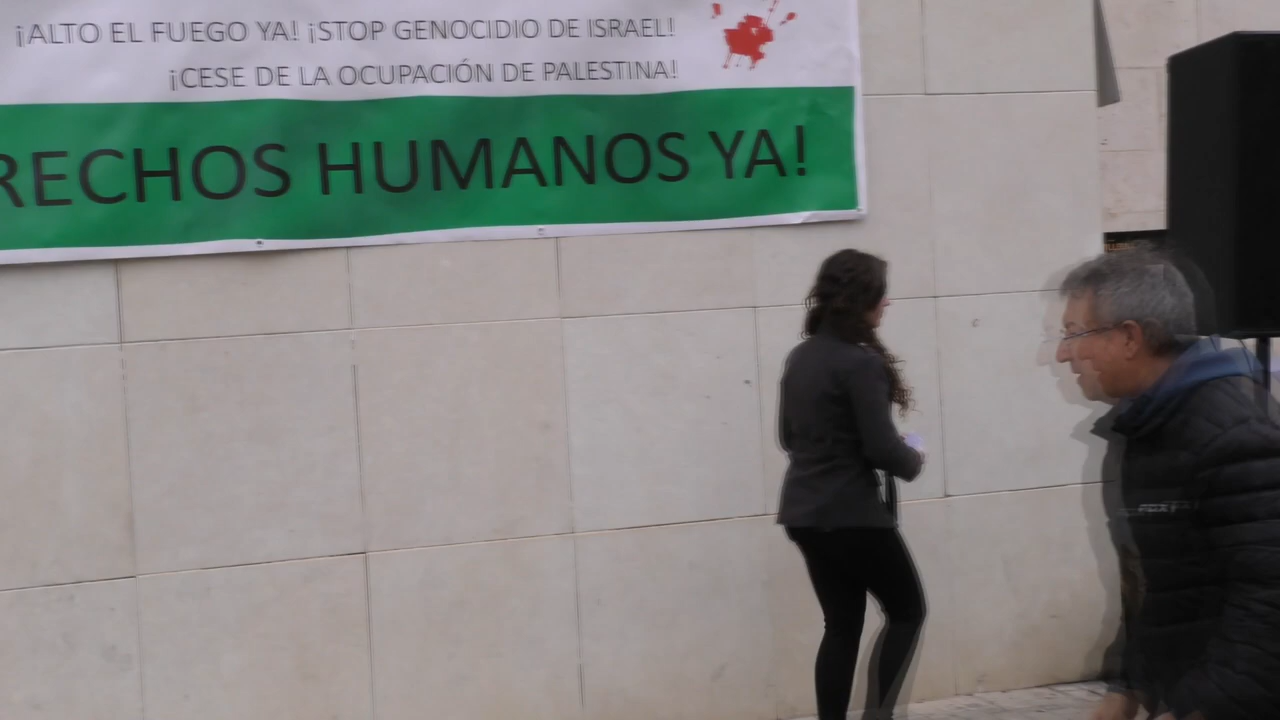 ¡ALTO EL FUEGO YA! ¡STOP GENOCIDIO DE ISRAEL!
¡CESE DE LA OCUPACIÓN DE PALESTINA!
RECHOS HUMANOS YA!